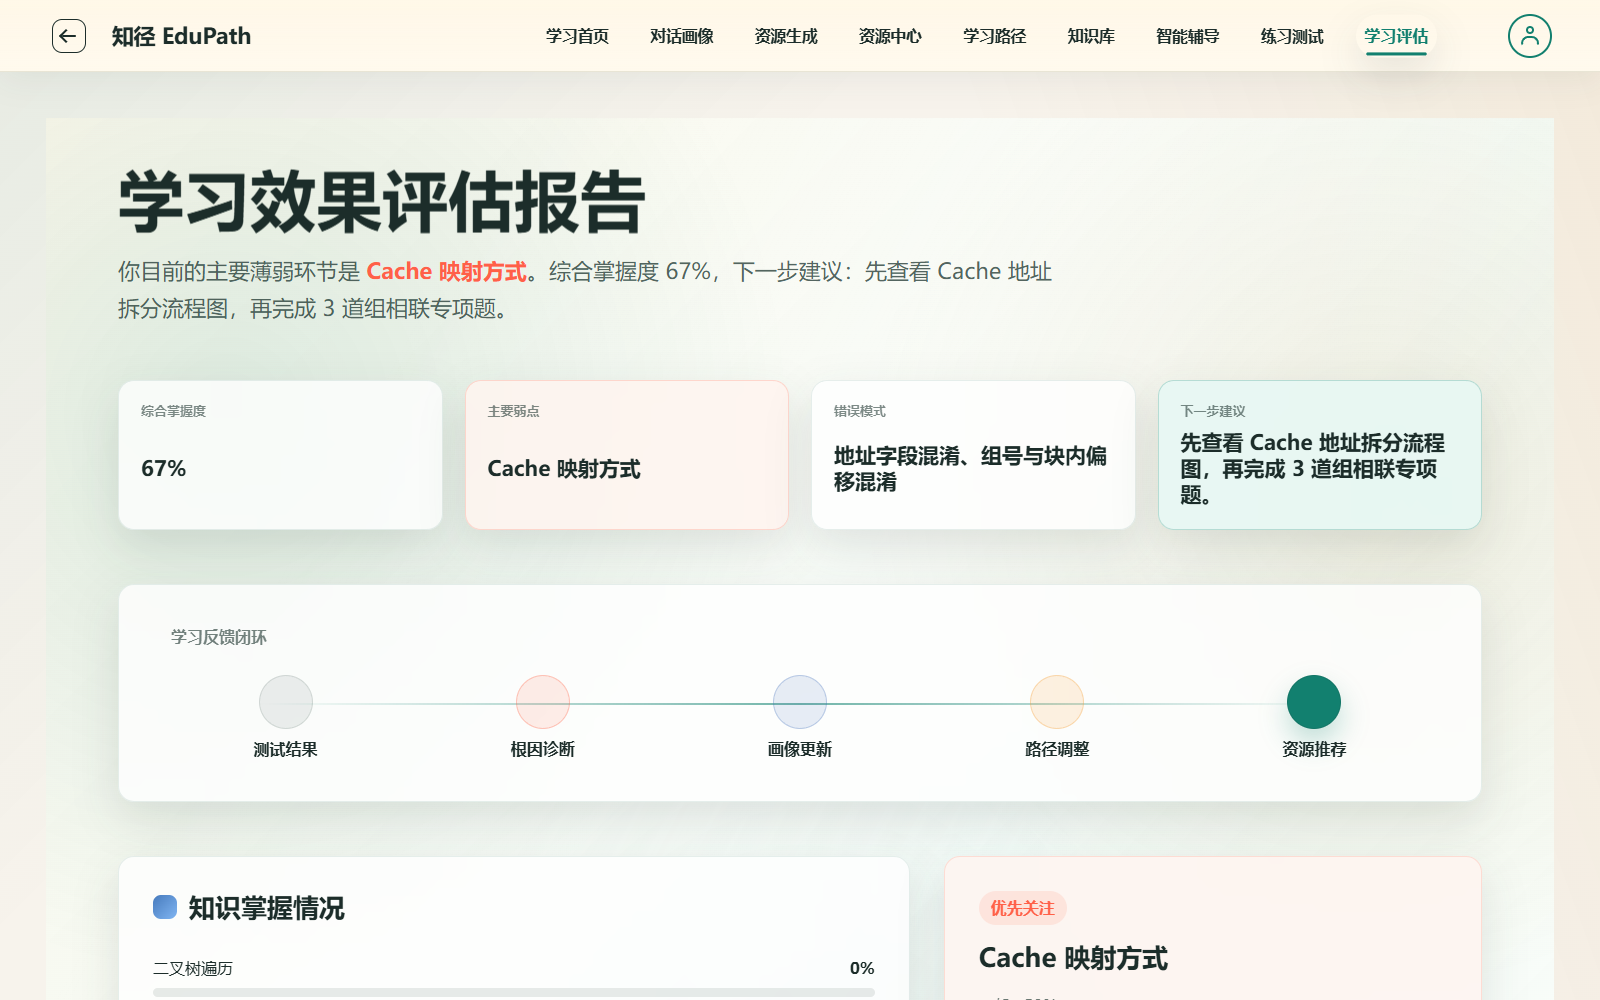 知径 EduPath
学习首页
对话画像
资源生成
资源中心
学习路径
知识库
智能辅导
练习测试
学习评估
学习效果评估报告
你目前的主要薄弱环节是 Cache 映射方式。综合掌握度 67%，下一步建议：先查看 Cache 地址
拆分流程图，再完成 3 道组相联专项题。
综合掌握度
67%
主要弱点
Cache 映射方式
错误模式
地址字段混淆、组号与块内偏
移混淆
下一步建议
先查看 Cache 地址拆分流程
图，再完成 3 道组相联专项
题。
学习反馈闭环
测试结果
根因诊断
画像更新
路径调整
资源推荐
知识掌握情况
二叉树遍历
0%
优先关注
Cache 映射方式